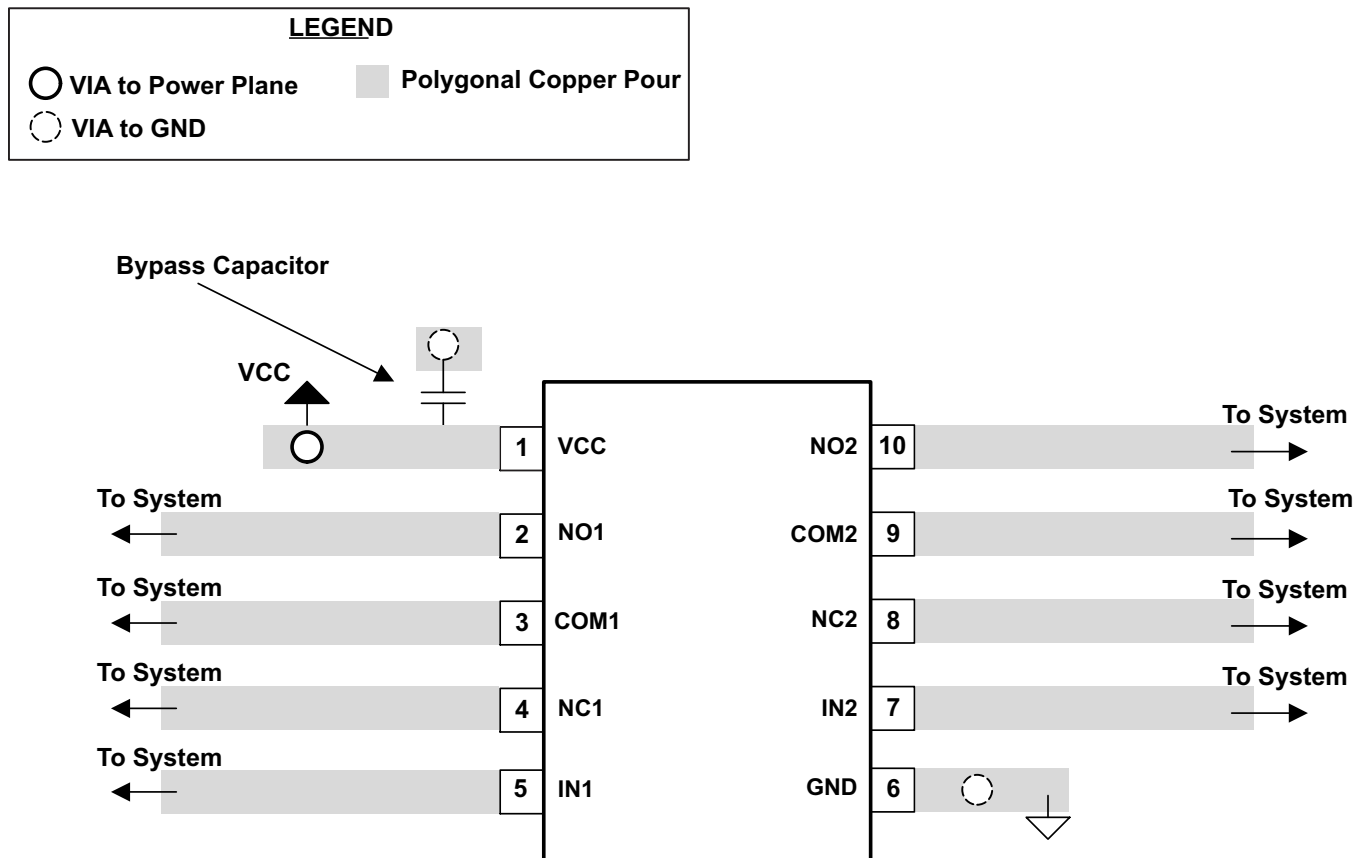 LEGEND
VIA to Power Plane
Polygonal Copper Pour
VIA to GND
Bypass Capacitor
VCC
1 VCC
NO2 10
To System
To System
2 NO1
COM2 9
To System
To System
3 COM1
NC2 8
To System
To System
4 NC1
IN2 7
To System
To System
5 IN1
GND 6